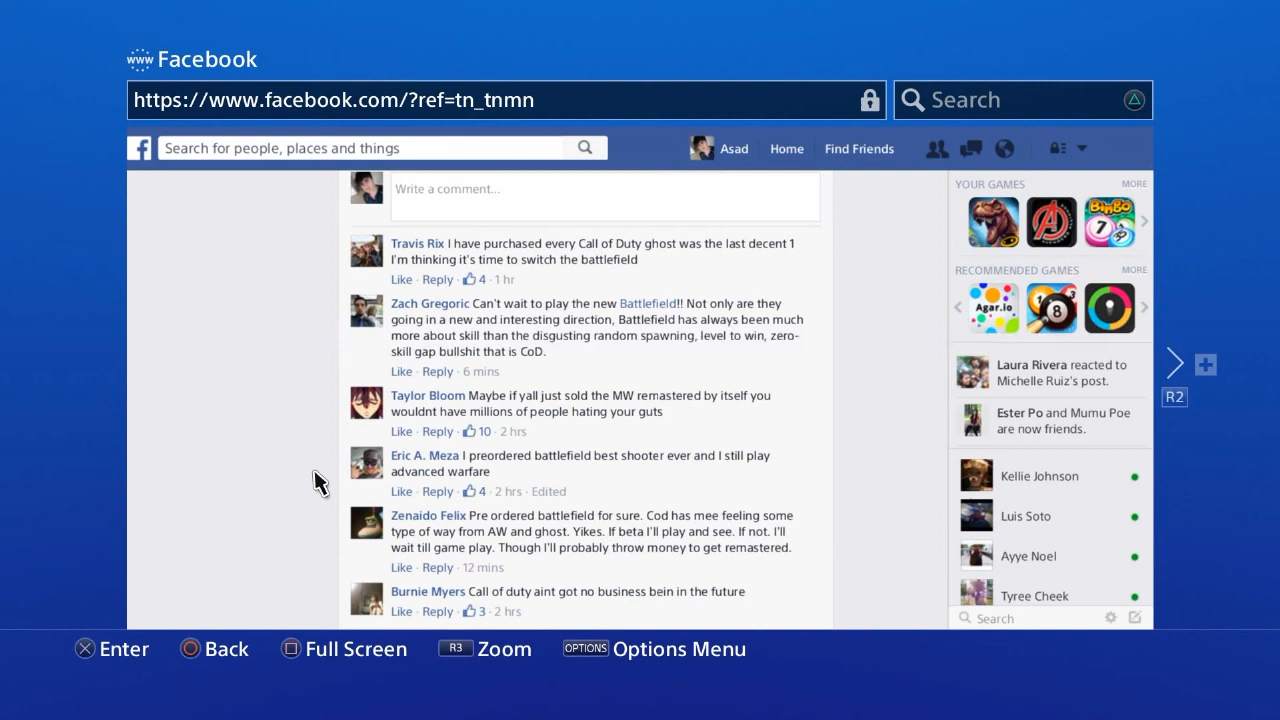 www Facebook
https://www.facebook.com/?ref=tn_tnmn
Search
f
Search for people, places and things
Asad
Home
Find Friends
Write a comment...
Travis Rix I have purchased every Call of Duty ghost was the last decent 1
I'm thinking it's time to switch the battlefield
Like · Reply · 4 · 1 hr
Zach Gregoric Can't wait to play the new Battlefield!! Not only are they
going in a new and interesting direction, Battlefield has always been much
more about skill than the disgusting random spawning, level to win, zero-
skill gap bullshit that is CoD.
Like · Reply · 6 mins
Taylor Bloom Maybe if yall just sold the MW remastered by itself you
wouldnt have millions of people hating your guts
Like · Reply · 10 · 2 hrs
Eric A. Meza I preordered battlefield best shooter ever and I still play
advanced warfare
Like · Reply · 4 · 2 hrs · Edited
Zenaido Felix Pre ordered battlefield for sure. Cod has mee feeling some
type of way from AW and ghost. Yikes. If beta I'll play and see. If not. I'll
wait till game play. Though I'll probably throw money to get remastered.
Like · Reply · 12 mins
Burnie Myers Call of duty aint got no business bein in the future
Like · Reply · 3 · 2 hrs
YOUR GAMES MORE
A
BINGO
7
RECOMMENDED GAMES MORE
Agar.io
8
Laura Rivera reacted to
Michelle Ruiz's post.
Ester Po and Mumu Poe
are now friends.
Kellie Johnson
Luis Soto
Ayye Noel
Tyree Cheek
Search
R2
Enter
Back
Full Screen
R3 Zoom
OPTIONS Options Menu